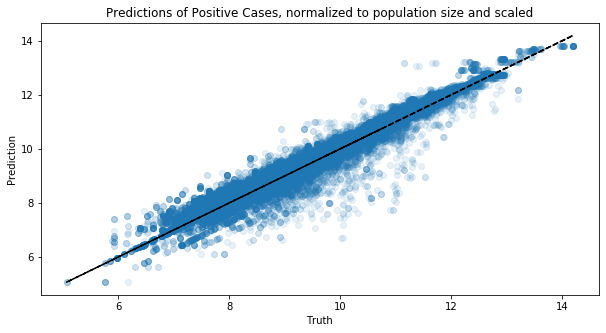 Predictions of Positive Cases, normalized to population size and scaled
14
12
10
8
6
Prediction
6 8 10 12 14
Truth